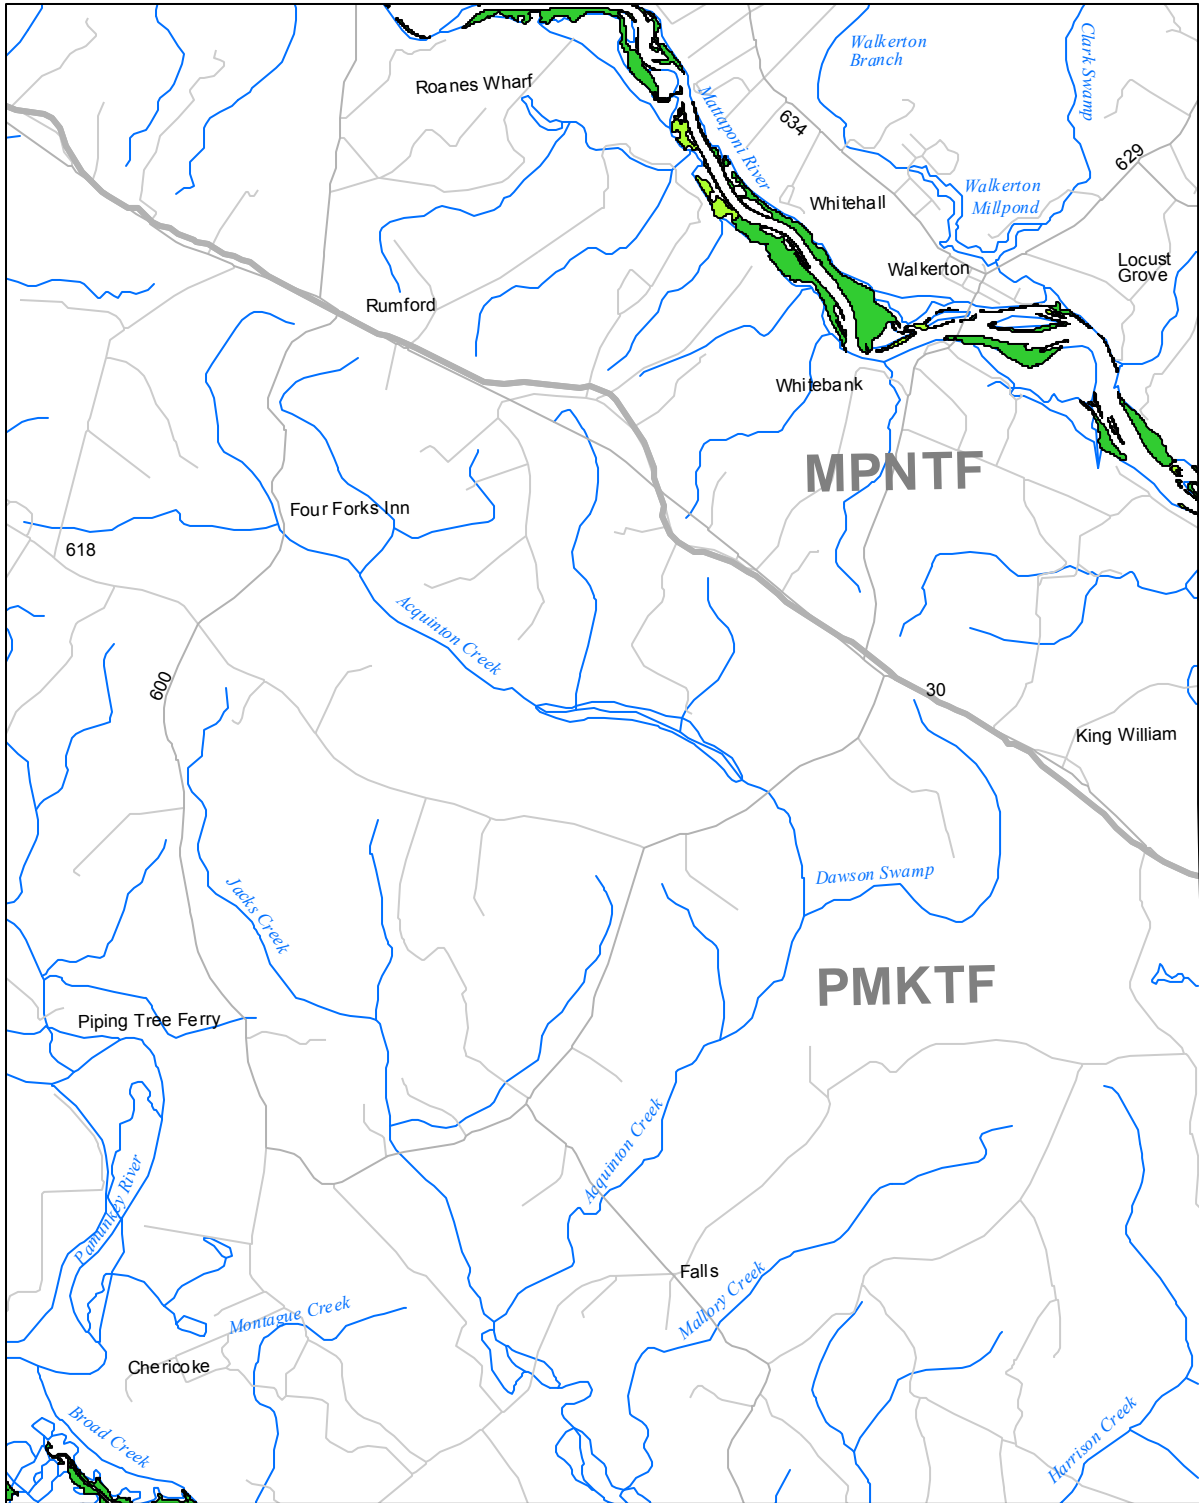 Walkerton
Branch
Clark Swamp
Roanes Wharf
Mattaponi River
634
629
Walkerton
Millpond
Whitehall
Walkerton
Locust
Grove
Rumford
Whitebank
MPNTF
Four Forks Inn
618
Acquinton Creek
600
30
King William
Dawson Swamp
Jacks Creek
PMKTF
Piping Tree Ferry
Acquinton Creek
Pamunkey River
Falls
Mallory Creek
Montague Creek
Chericoke
Broad Creek
Harrison Creek